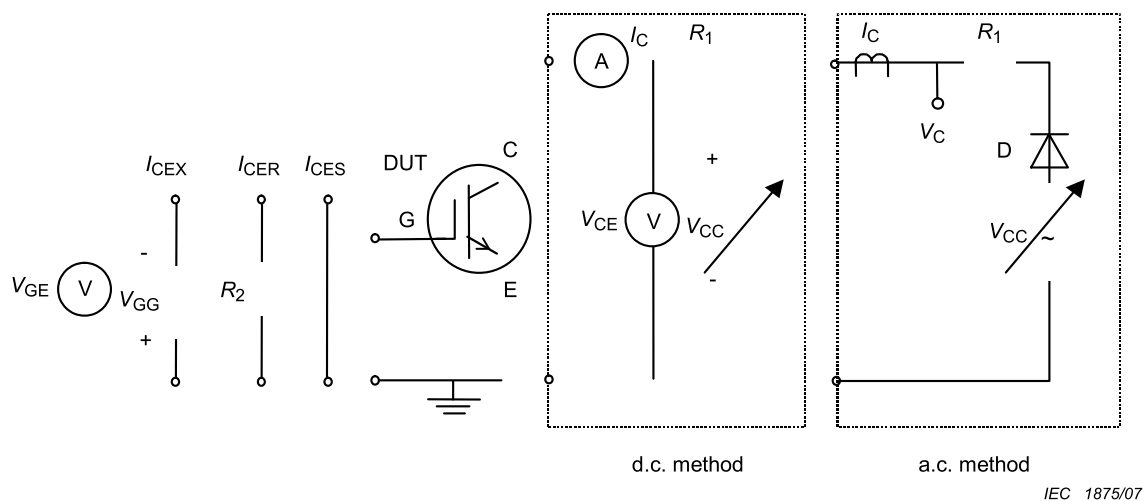 I_C R_1
I_C R_1
A
V_C
C
D
+
I_CEX I_CER I_CES DUT
G
V_CE V V_CC
V_CC ~
-
-
V_GE V V_GG R_2
E
+
d.c. method
a.c. method
IEC 1875/07